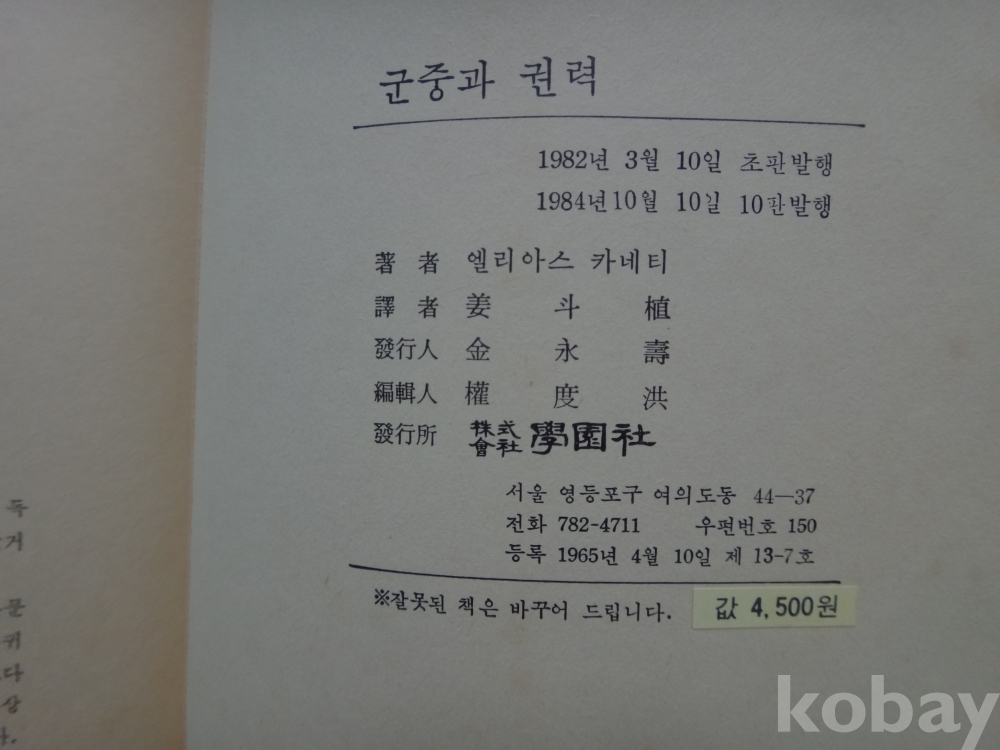 군중과 권력
1982년 3월 10일 초판발행
1984년10월 10일 10판발행
著 者 엘리아스 카네티
譯 者 姜 斗 植
發行人 金 永 壽
編輯人 權 度 洪
發行所 株式會社 學園社
서울 영등포구 여의도동 44—37
전화 782-4711 우편번호 150
등록 1965년 4월 10일 제 13-7호
※잘못된 책은 바꾸어 드립니다. 값 4,500원
독
거
문
귀
다
상
kobay